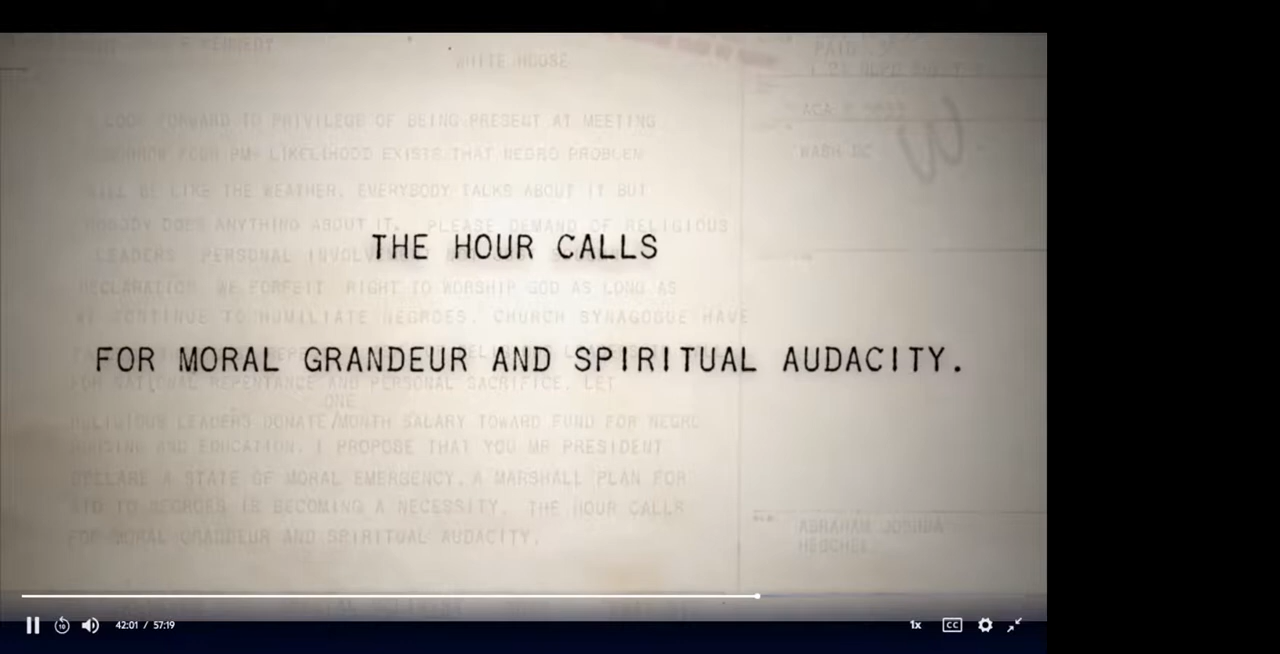 KENNEDY
WHITE HOUSE
PAID
I LOOK FORWARD TO PRIVILEGE OF BEING PRESENT AT MEETING
WASH DC
LIKELIHOOD EXISTS THAT NEGRO PROBLEM
WILL BE LIKE THE WEATHER. EVERYBODY TALKS ABOUT IT BUT
NOBODY DOES ANYTHING ABOUT IT. PLEASE DEMAND OF RELIGIOUS
THE HOUR CALLS
LEADERS PERSONAL INVOLVEMENT
DECLARATION. WE FORFEIT RIGHT TO WORSHIP GOD AS LONG AS
WE CONTINUE TO HUMILIATE NEGROES. CHURCH SYNAGOGUE HAVE
FOR MORAL GRANDEUR AND SPIRITUAL AUDACITY.
FOR NATIONAL REPENTANCE AND PERSONAL SACRIFICE. LET
ONE
RELIGIOUS LEADERS DONATE/MONTH SALARY TOWARD FUND FOR NEGRO
HOUSING AND EDUCATION. I PROPOSE THAT YOU MR PRESIDENT
DECLARE A STATE OF MORAL EMERGENCY. A MARSHALL PLAN FOR
AID TO NEGROES IS BECOMING A NECESSITY. THE HOUR CALLS
FOR MORAL GRANDEUR AND SPIRITUAL AUDACITY.
ABRAHAM JOSHUA
HESCHEL
10
42:01 / 57:19
1x
CC